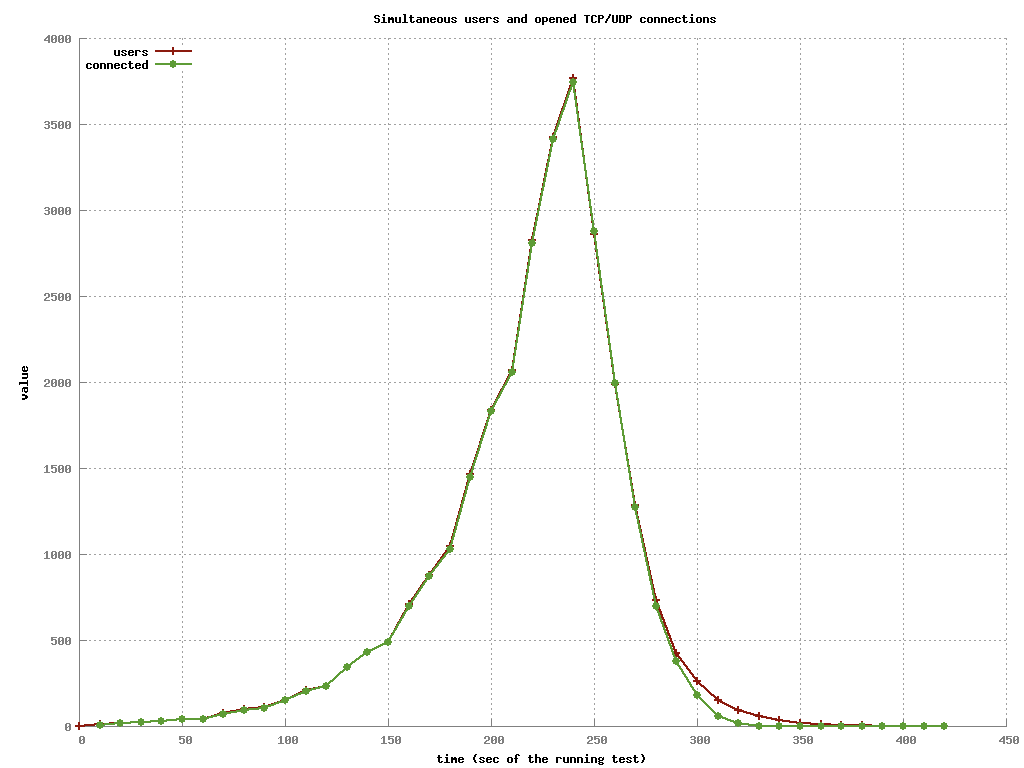 Simultaneous users and opened TCP/UDP connections
4000
users
connected
3500
3000
2500
value
2000
1500
1000
500
0
0 50 100 150 200 250 300 350 400 450
time (sec of the running test)